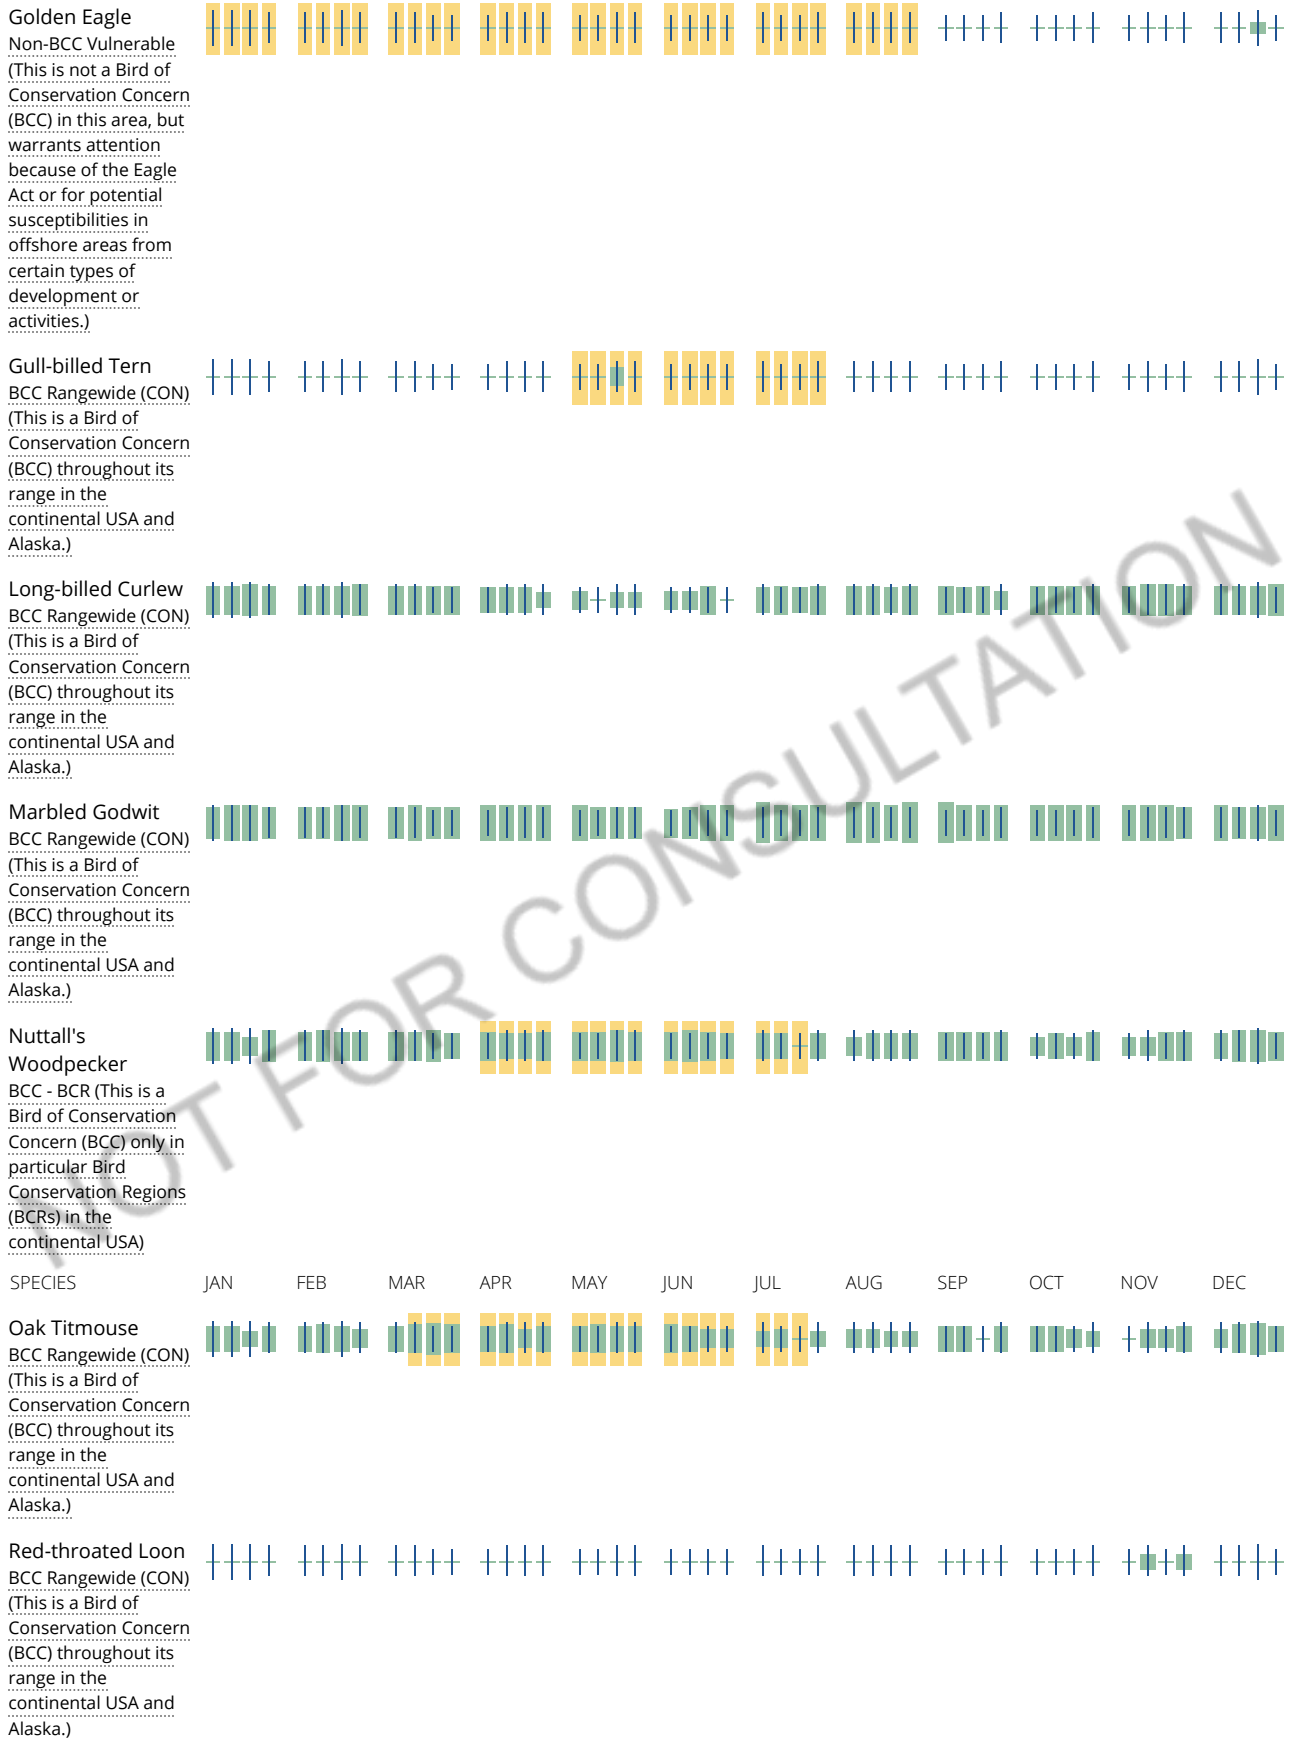 Golden Eagle
Non-BCC Vulnerable
(This is not a Bird of
Conservation Concern
(BCC) in this area, but
warrants attention
because of the Eagle
Act or for potential
susceptibilities in
offshore areas from
certain types of
development or
activities.)
Gull-billed Tern
BCC Rangewide (CON)
(This is a Bird of
Conservation Concern
(BCC) throughout its
range in the
continental USA and
Alaska.)
Long-billed Curlew
BCC Rangewide (CON)
(This is a Bird of
Conservation Concern
(BCC) throughout its
range in the
continental USA and
Alaska.)
Marbled Godwit
BCC Rangewide (CON)
(This is a Bird of
Conservation Concern
(BCC) throughout its
range in the
continental USA and
Alaska.)
Nuttall's
Woodpecker
BCC - BCR (This is a
Bird of Conservation
Concern (BCC) only in
particular Bird
Conservation Regions
(BCRs) in the
continental USA)
SPECIES JAN FEB MAR APR MAY JUN JUL AUG SEP OCT NOV DEC
Oak Titmouse
BCC Rangewide (CON)
(This is a Bird of
Conservation Concern
(BCC) throughout its
range in the
continental USA and
Alaska.)
Red-throated Loon
BCC Rangewide (CON)
(This is a Bird of
Conservation Concern
(BCC) throughout its
range in the
continental USA and
Alaska.)
NOT FOR CONSULTATION